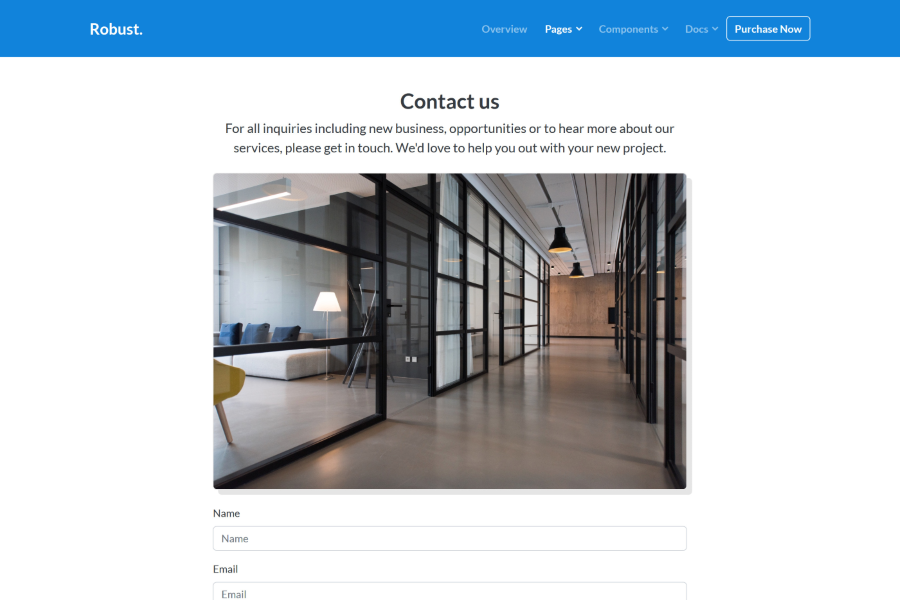 Robust.
Overview Pages Components Docs Purchase Now
Contact us
For all inquiries including new business, opportunities or to hear more about our
services, please get in touch. We'd love to help you out with your new project.
Name
Name
Email
Email